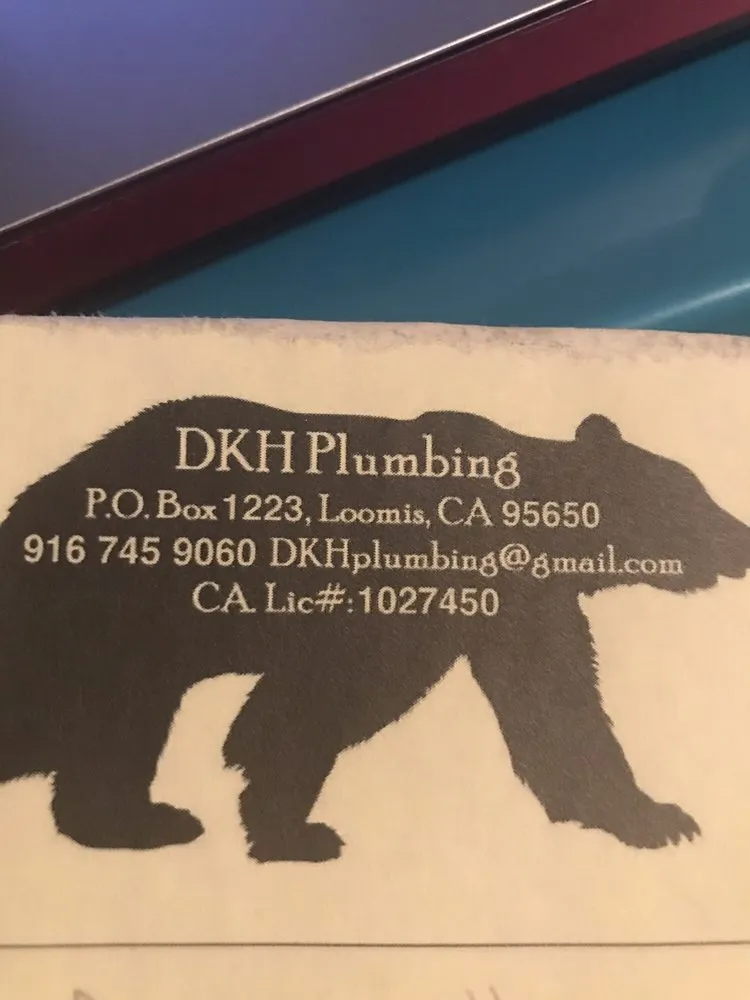 DKH Plumbing
P.O. Box 1223, Loomis, CA 95650
916 745 9060 DKHplumbing@gmail.com
CA. Lic#:1027450